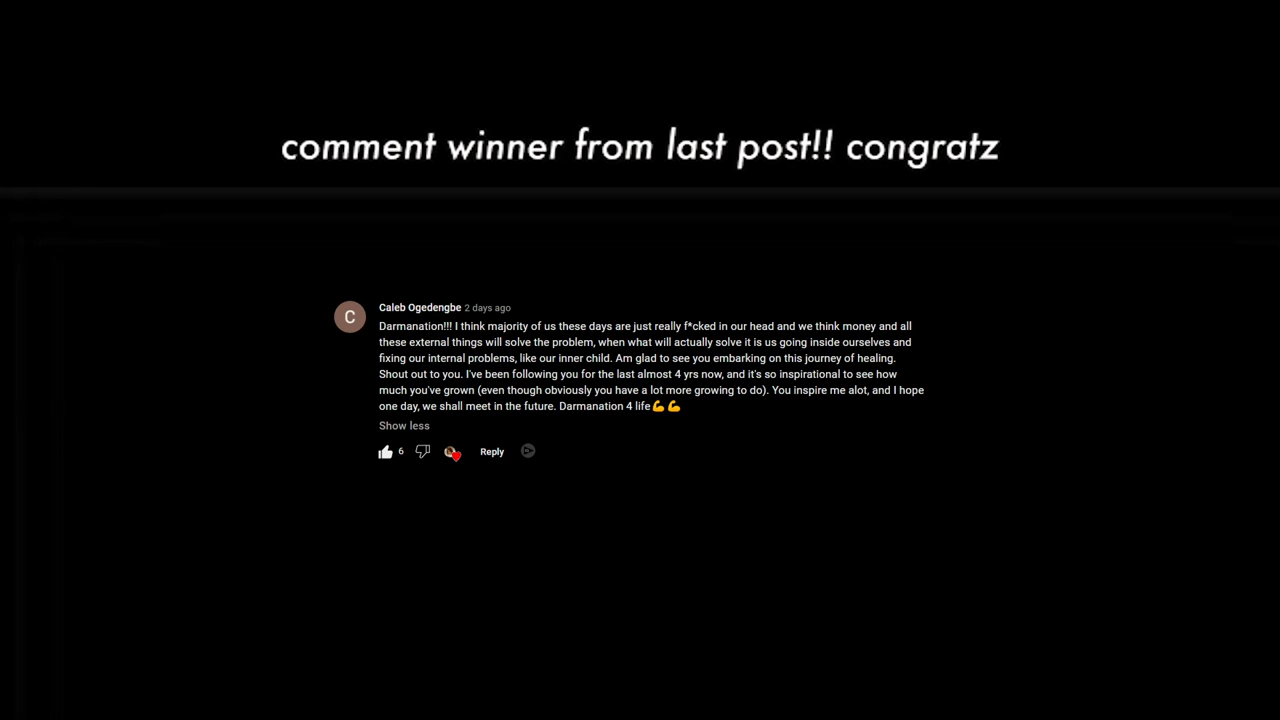 comment winner from last post!! congratz
C
Caleb Ogedengbe 2 days ago
Darmanation!!! I think majority of us these days are just really f*cked in our head and we think money and all
these external things will solve the problem, when what will actually solve it is us going inside ourselves and
fixing our internal problems, like our inner child. Am glad to see you embarking on this journey of healing.
Shout out to you. I've been following you for the last almost 4 yrs now, and it's so inspirational to see how
much you've grown (even though obviously you have a lot more growing to do). You inspire me alot, and I hope
one day, we shall meet in the future. Darmanation 4 life💪💪
Show less
6 Reply